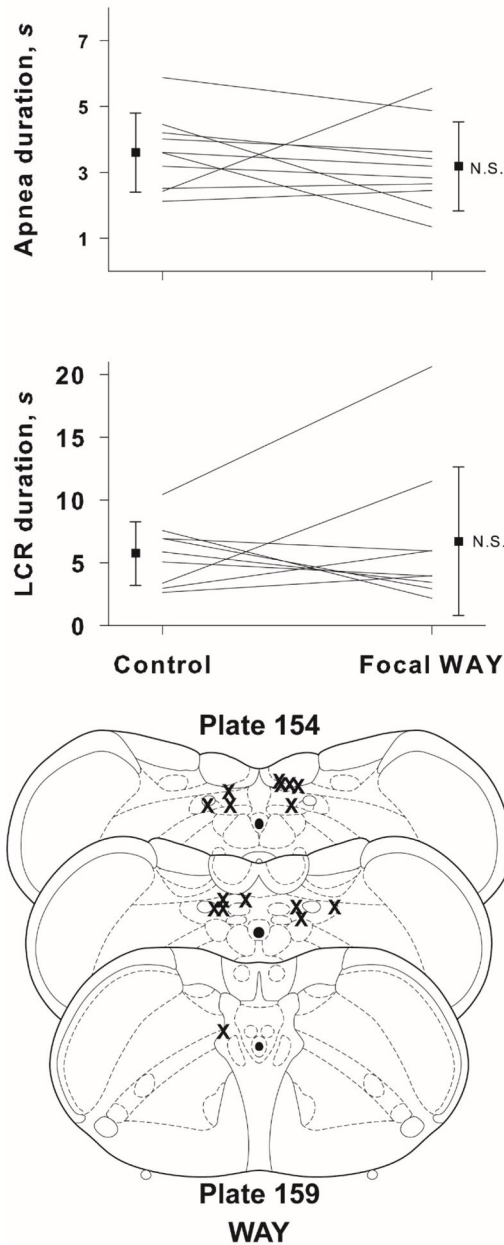 Apnea duration, s
7
5
3
1
N.S.
LCR duration, s
20
15
10
5
0
N.S.
Control Focal WAY
Plate 154
X X X X X X X X
X X X X X X X
X
Plate 159
WAY